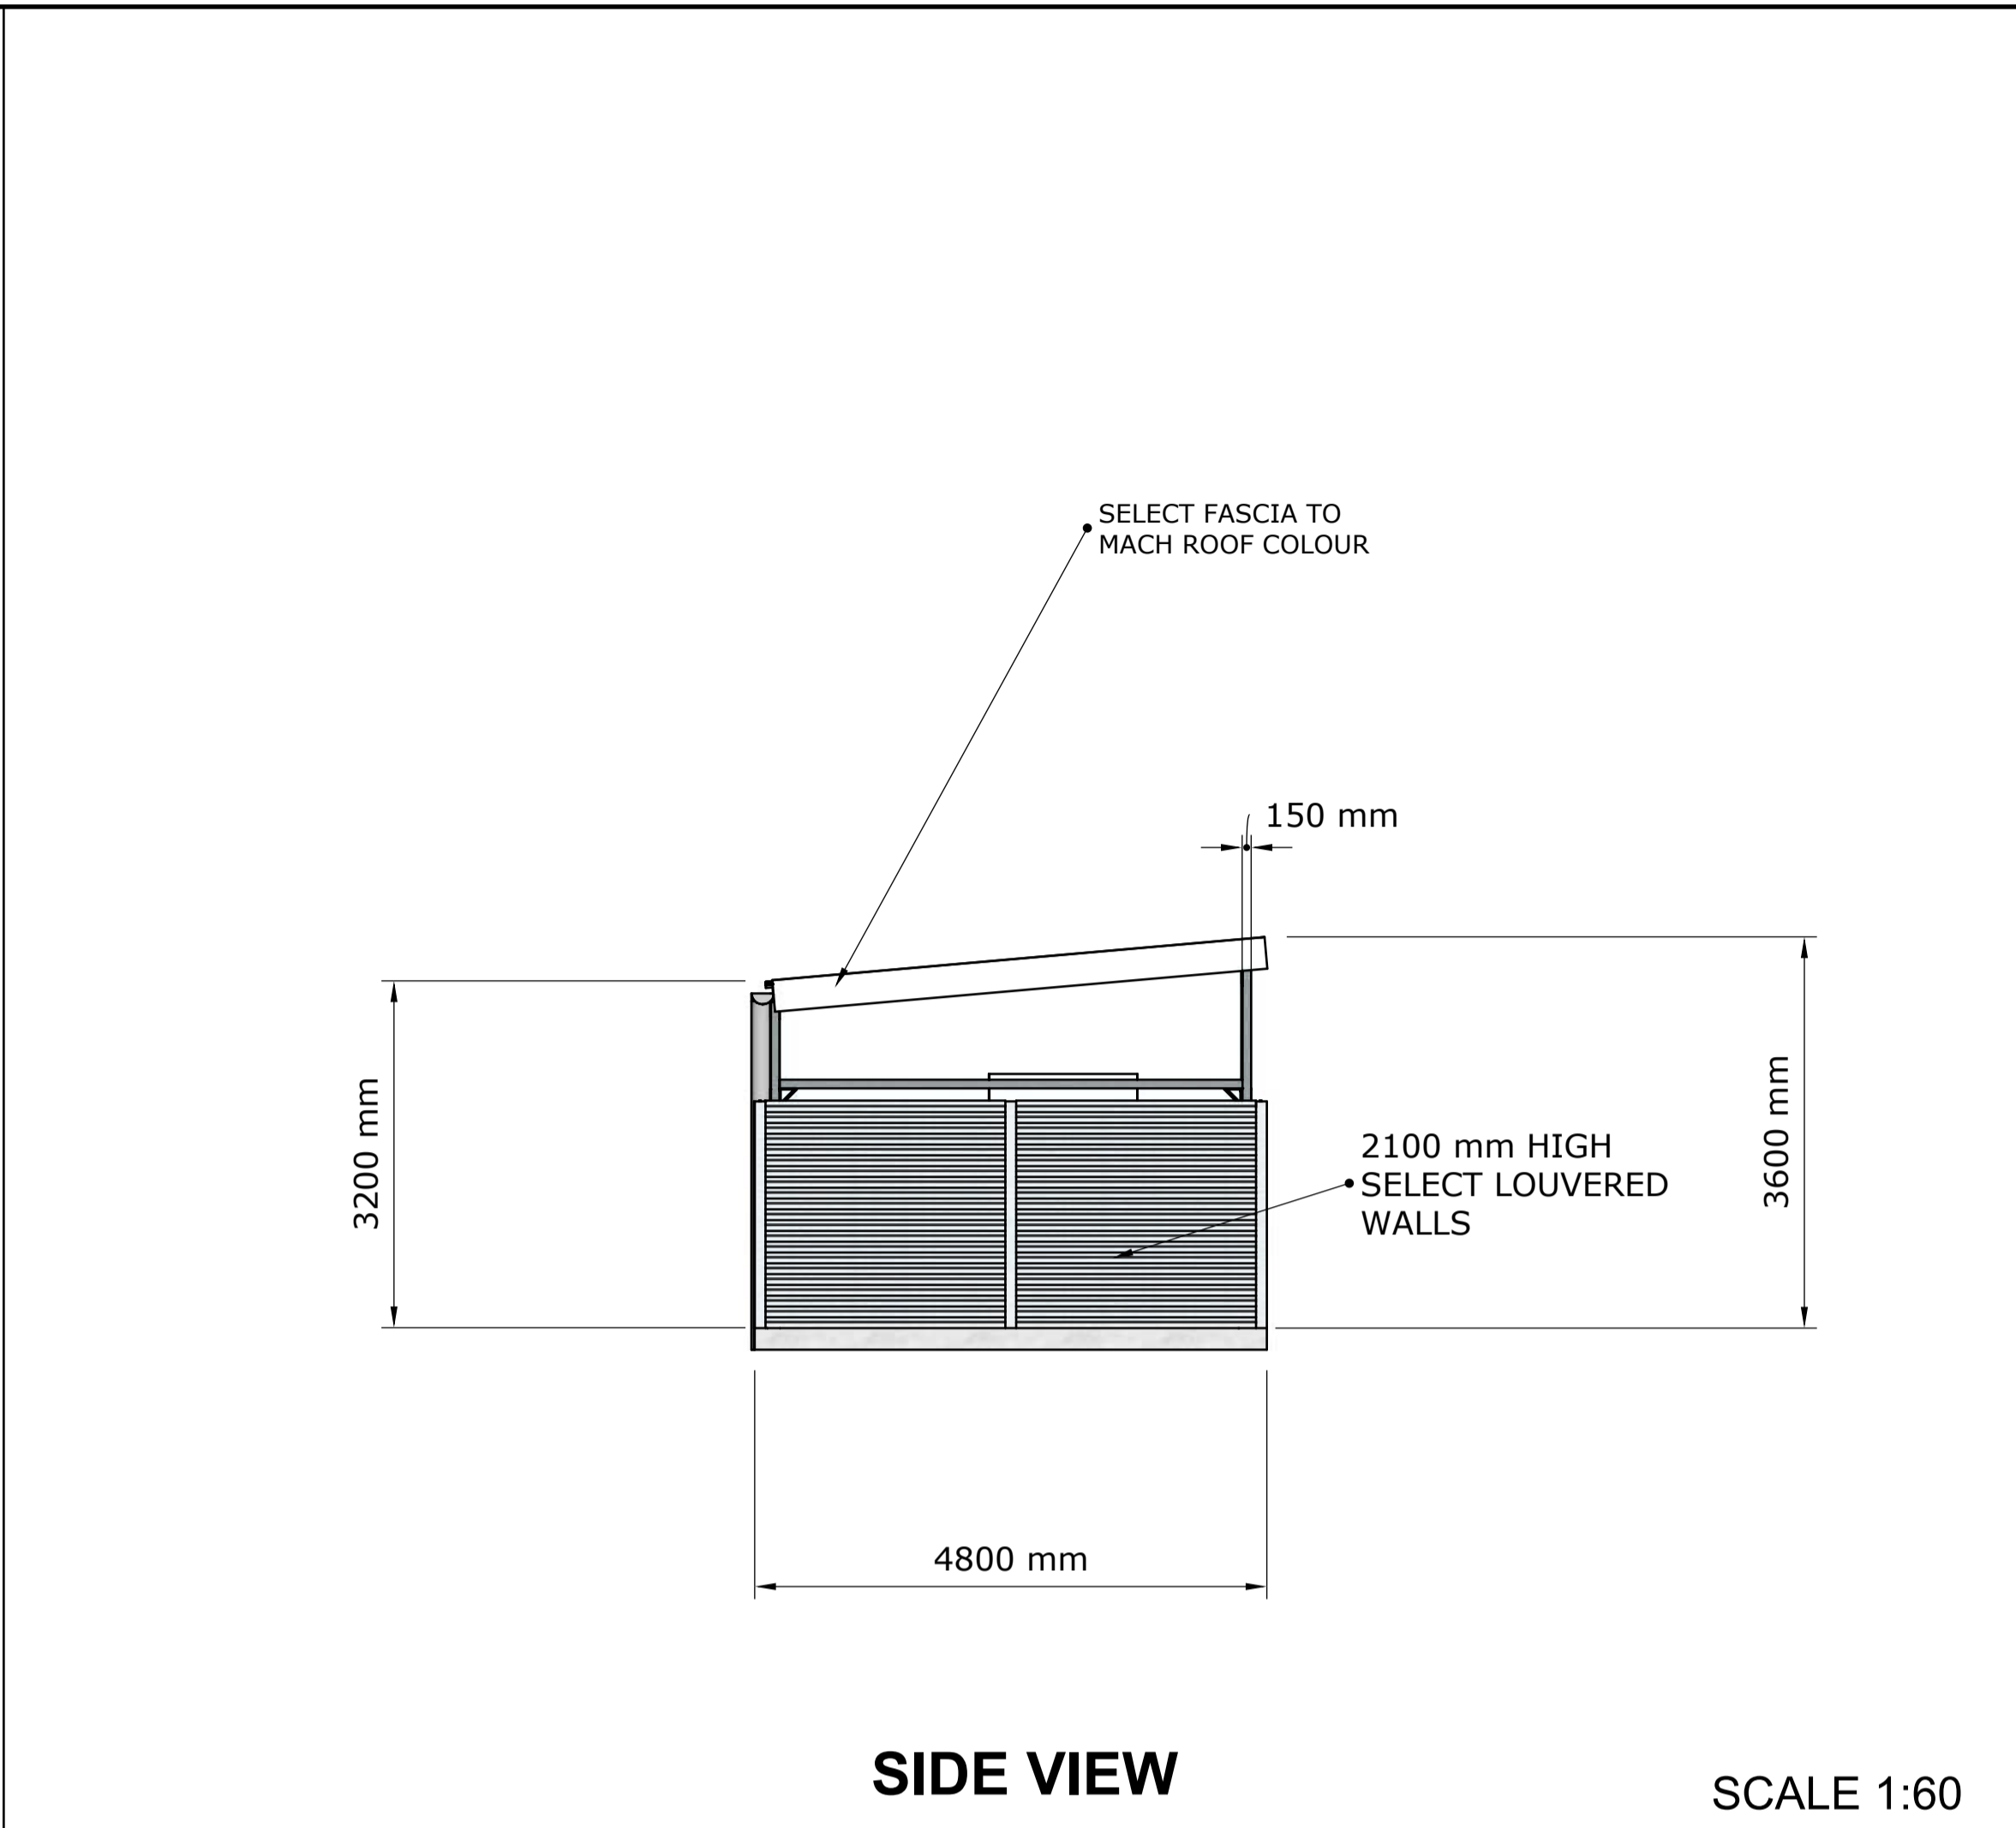 SELECT FASCIA TO
MACH ROOF COLOUR
150 mm
3200 mm
3600 mm
2100 mm HIGH
SELECT LOUVERED
WALLS
4800 mm
SIDE VIEW
SCALE 1:60